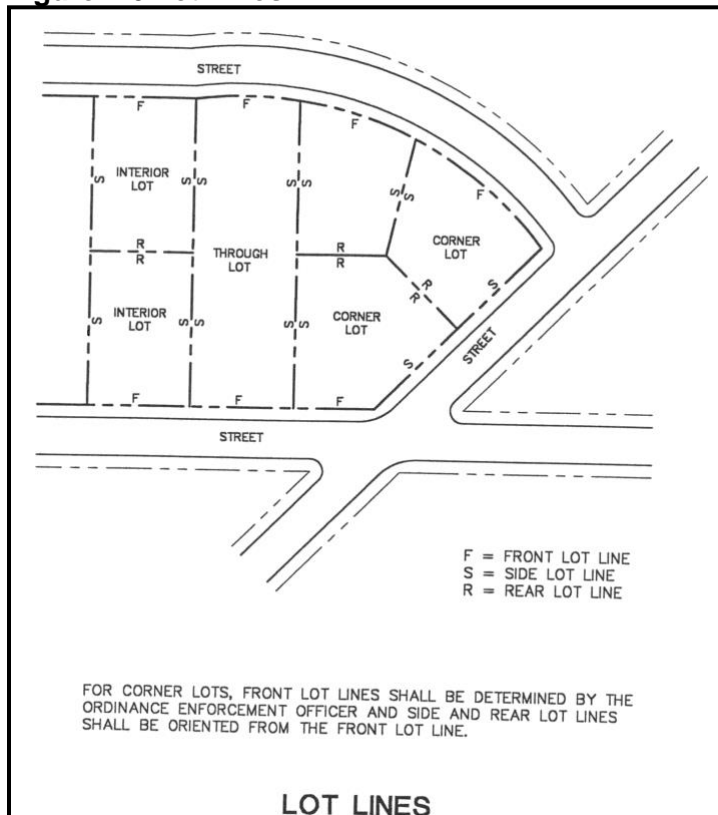 STREET
F
F
F
F
INTERIOR
LOT
S
S
S
S
S
S
S
THROUGH
LOT
CORNER
LOT
R
R
R
R
R
R
S
INTERIOR
LOT
S
S
S
S
S
CORNER
LOT
S
STREET
F
F
F
STREET
F = FRONT LOT LINE
S = SIDE LOT LINE
R = REAR LOT LINE
FOR CORNER LOTS, FRONT LOT LINES SHALL BE DETERMINED BY THE
ORDINANCE ENFORCEMENT OFFICER AND SIDE AND REAR LOT LINES
SHALL BE ORIENTED FROM THE FRONT LOT LINE.
LOT LINES